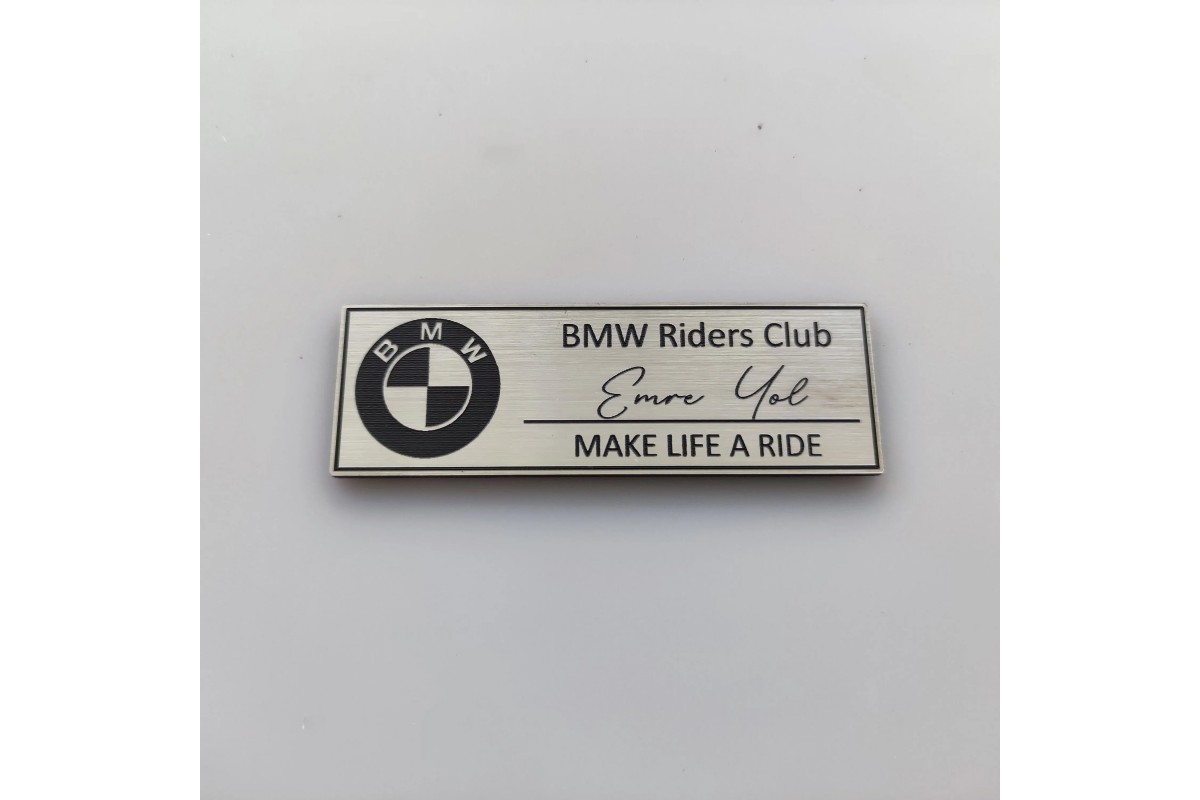 BMW
BMW Riders Club
Emre Yol
MAKE LIFE A RIDE